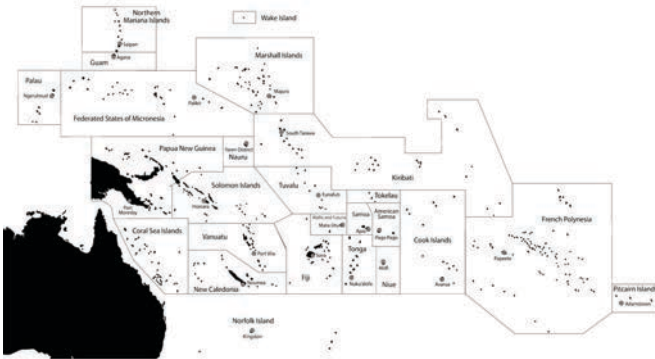 Northern
Mariana Islands
Wake Island
Saipan
Agana
Guam
Marshall Islands
Palau
Ngerulmud
Majuro
Palikir
Federated States of Micronesia
South Tarawa
Papua New Guinea
Yaren District
Nauru
Kiribati
Solomon Islands
Tuvalu
Funafuti
Tokelau
Port
Moresby
Honiara
Wallis and Futuna
Mata-Utu
Samoa
Apia
American
Samoa
Pago Pago
French Polynesia
Coral Sea Islands
Vanuatu
Port Vila
Suva
Tonga
Cook Islands
Papeete
Alofi
Fiji
Nuku'alofa
Niue
Avarua
New Caledonia
Noumea
Pitcairn Island
Adamstown
Norfolk Island
Kingston